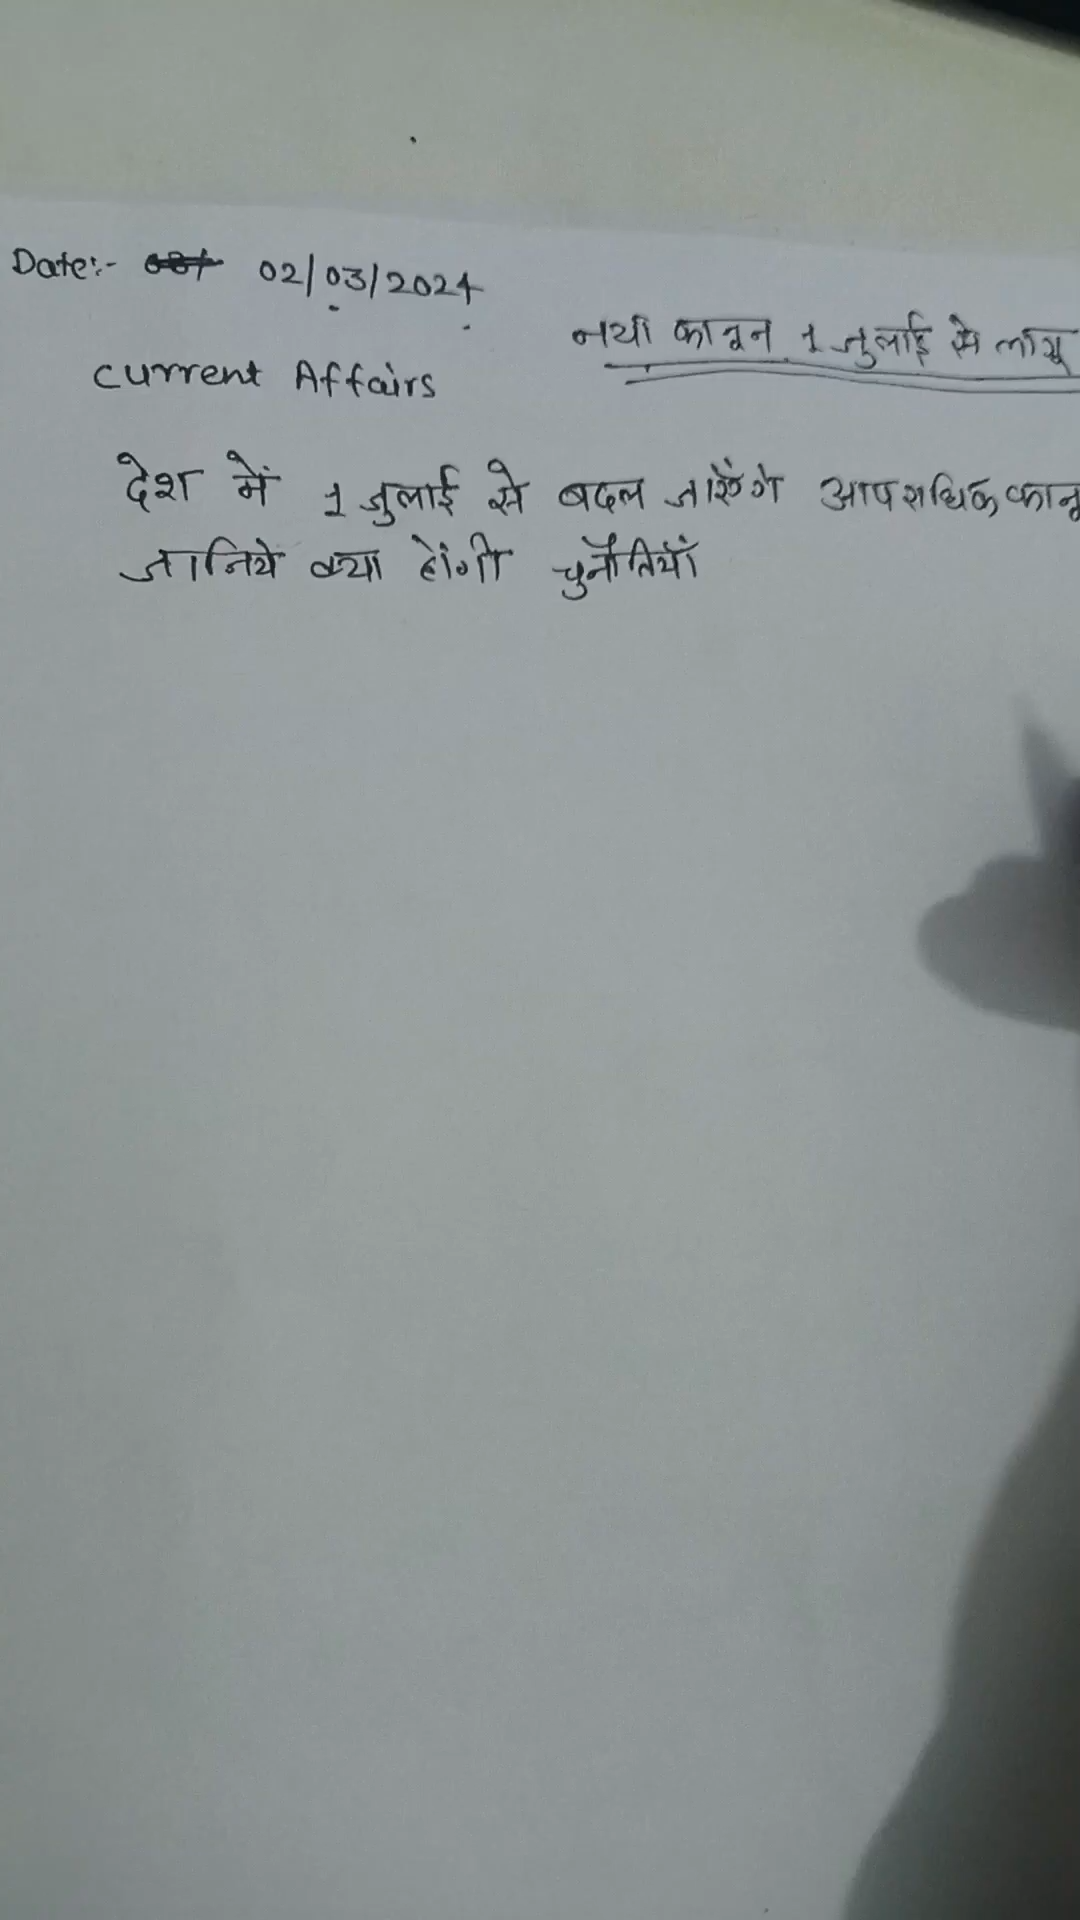 Date:- 02/03/2024
नयी कानून 1 जुलाई से लागू
Current Affairs
देश में 1 जुलाई से बदल जाएंगे आपराधिक कानू
जानिये क्या होंगी चुनौतियाँ